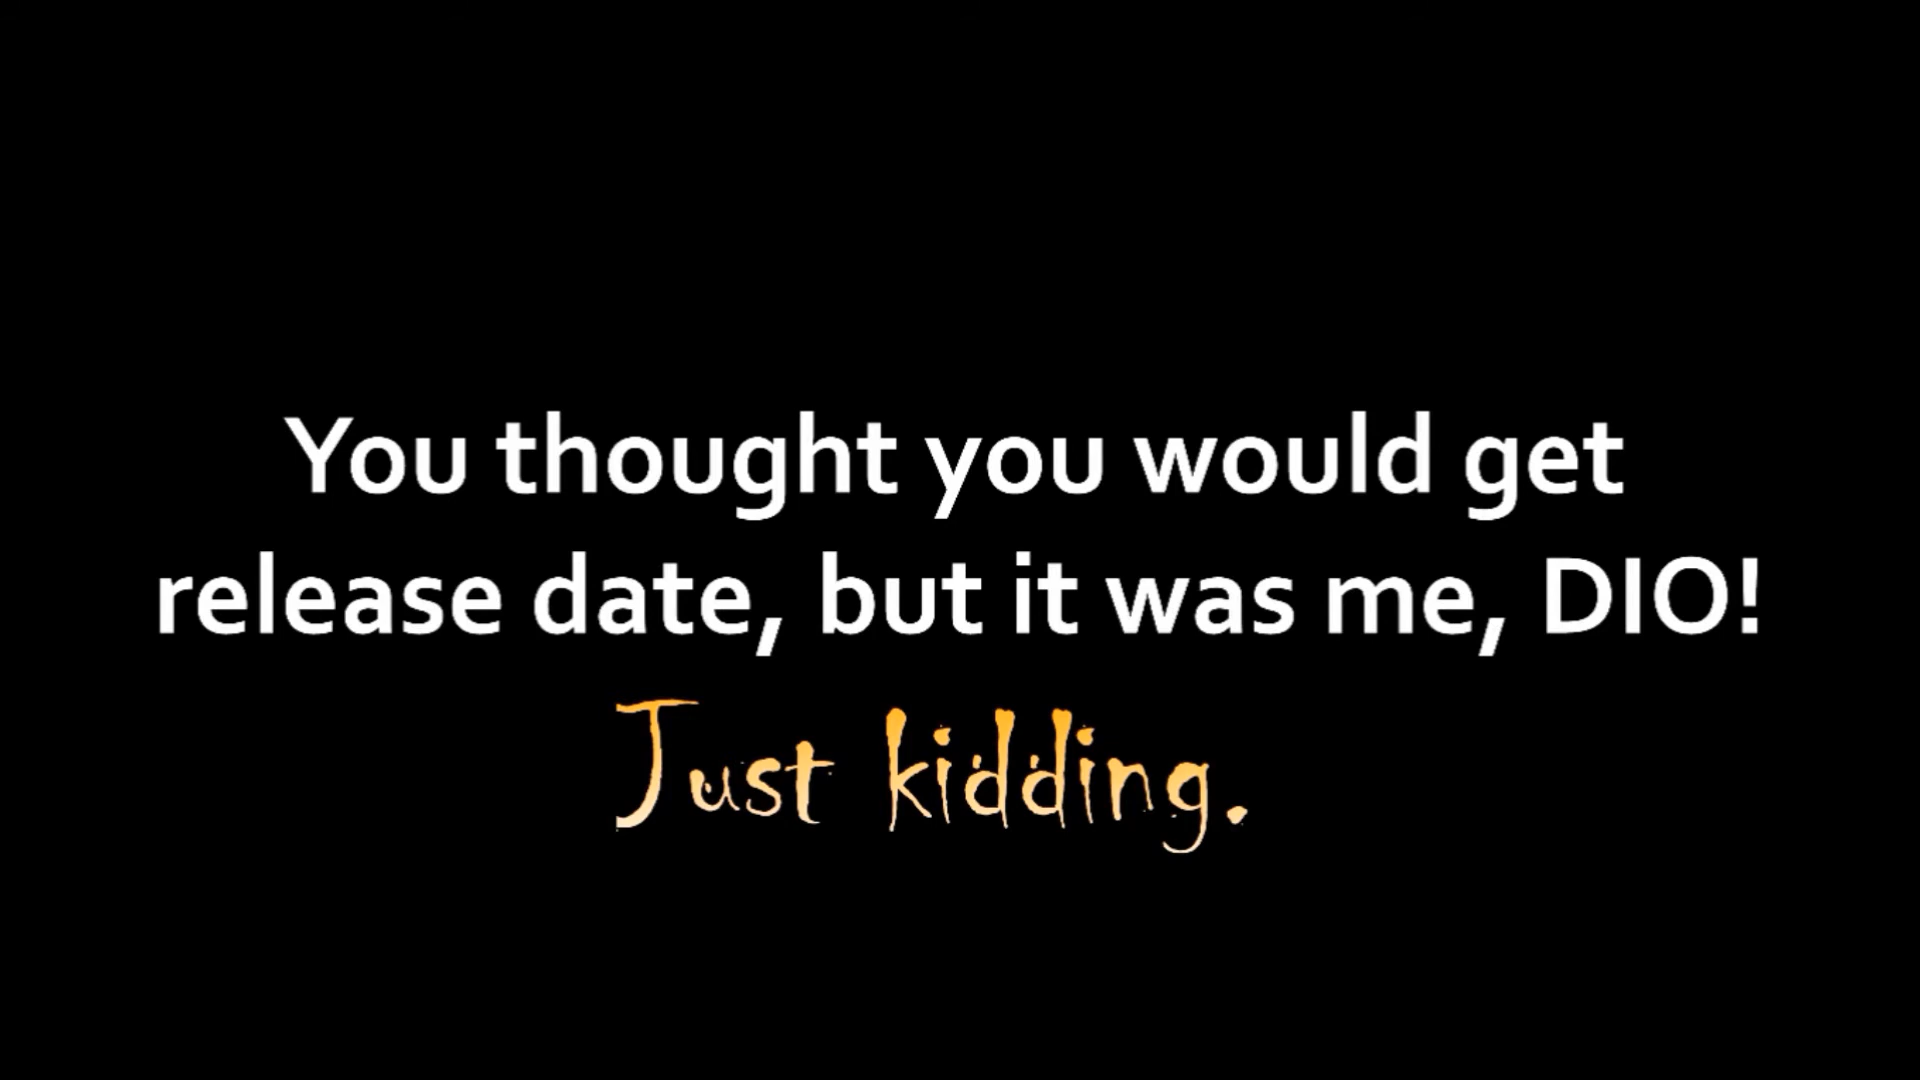 You thought you would get
release date, but it was me, DIO!
Just kidding.